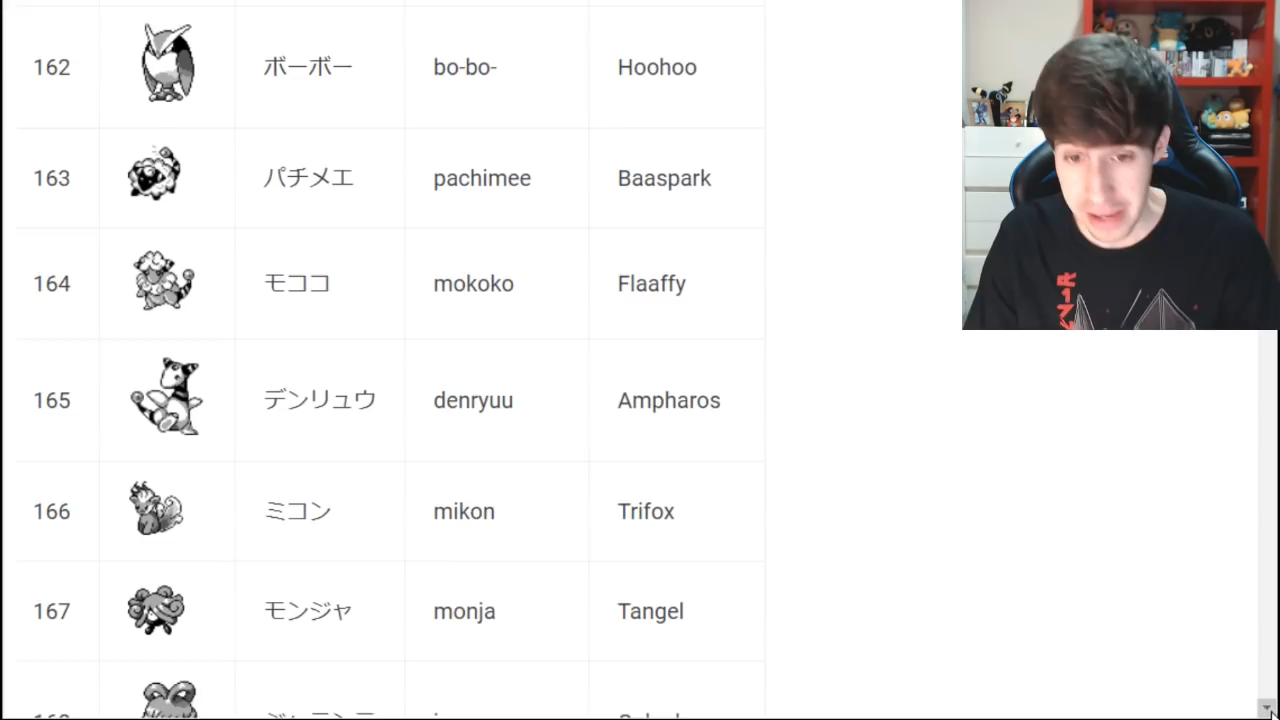 162 ボーボー bo-bo- Hoohoo
163 パチメエ pachimee Baaspark
164 モココ mokoko Flaaffy
165 デンリュウ denryuu Ampharos
166 ミコン mikon Trifox
167 モンジャ monja Tangel